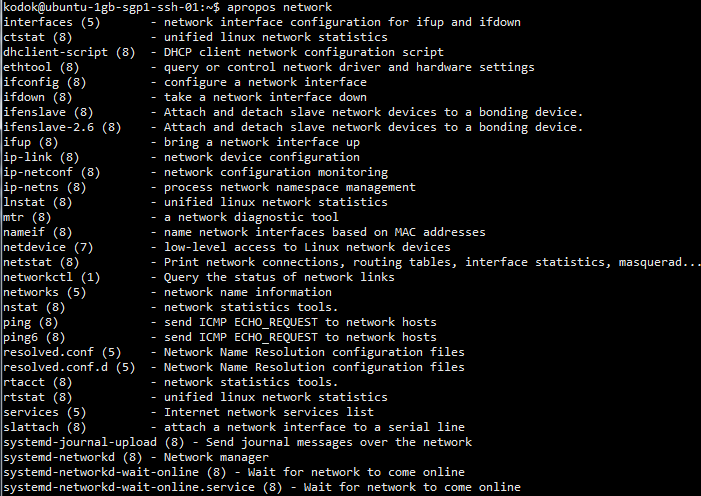 kodok@ubuntu-1gb-sgp1-ssh-01:~$ apropos network
interfaces (5)       - network interface configuration for ifup and ifdown
ctstat (8)           - unified linux network statistics
dhclient-script (8)  - DHCP client network configuration script
ethtool (8)          - query or control network driver and hardware settings
ifconfig (8)         - configure a network interface
ifdown (8)           - take a network interface down
ifenslave (8)        - Attach and detach slave network devices to a bonding device.
ifenslave-2.6 (8)    - Attach and detach slave network devices to a bonding device.
ifup (8)             - bring a network interface up
ip-link (8)          - network device configuration
ip-netconf (8)       - network configuration monitoring
ip-netns (8)         - process network namespace management
lnstat (8)           - unified linux network statistics
mtr (8)              - a network diagnostic tool
nameif (8)           - name network interfaces based on MAC addresses
netdevice (7)        - low-level access to Linux network devices
netstat (8)          - Print network connections, routing tables, interface statistics, masquerad...
networkctl (1)       - Query the status of network links
networks (5)         - network name information
nstat (8)            - network statistics tools.
ping (8)             - send ICMP ECHO_REQUEST to network hosts
ping6 (8)            - send ICMP ECHO_REQUEST to network hosts
resolved.conf (5)    - Network Name Resolution configuration files
resolved.conf.d (5)  - Network Name Resolution configuration files
rtacct (8)           - network statistics tools.
rtstat (8)           - unified linux network statistics
services (5)         - Internet network services list
slattach (8)         - attach a network interface to a serial line
systemd-journal-upload (8) - Send journal messages over the network
systemd-networkd (8) - Network manager
systemd-networkd-wait-online (8) - Wait for network to come online
systemd-networkd-wait-online.service (8) - Wait for network to come online